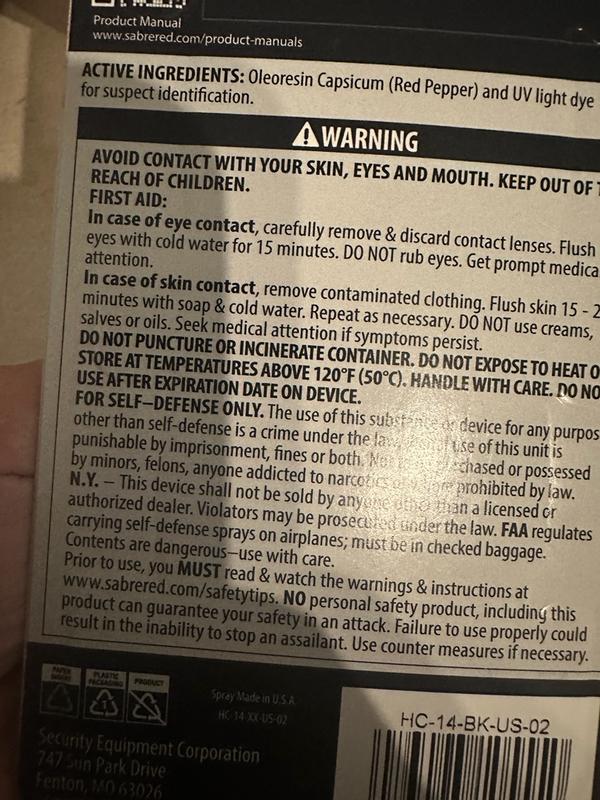 Product Manual
www.sabrered.com/product-manuals
ACTIVE INGREDIENTS: Oleoresin Capsicum (Red Pepper) and UV light dye
for suspect identification.
WARNING
AVOID CONTACT WITH YOUR SKIN, EYES AND MOUTH. KEEP OUT OF
REACH OF CHILDREN.
FIRST AID:
In case of eye contact, carefully remove & discard contact lenses. Flush
eyes with cold water for 15 minutes. DO NOT rub eyes. Get prompt medica
attention.
In case of skin contact, remove contaminated clothing. Flush skin 15 - 2
minutes with soap & cold water. Repeat as necessary. DO NOT use creams,
salves or oils. Seek medical attention if symptoms persist.
DO NOT PUNCTURE OR INCINERATE CONTAINER. DO NOT EXPOSE TO HEAT O
STORE AT TEMPERATURES ABOVE 120°F (50°C). HANDLE WITH CARE. DO NO
USE AFTER EXPIRATION DATE ON DEVICE.
FOR SELF–DEFENSE ONLY. The use of this substance or device for any purpos
other than self-defense is a crime under the law. use of this unit is
punishable by imprisonment, fines or both. chased or possessed
by minors, felons, anyone addicted to narcotics prohibited by law.
N.Y. – This device shall not be sold by anyone other than a licensed or
authorized dealer. Violators may be prosecuted under the law. FAA regulates
carrying self-defense sprays on airplanes; must be in checked baggage.
Contents are dangerous—use with care.
Prior to use, you MUST read & watch the warnings & instructions at
www.sabrered.com/safetytips. NO personal safety product, including this
product can guarantee your safety in an attack. Failure to use properly could
result in the inability to stop an assailant. Use counter measures if necessary.
PAPER INSERT
PLASTIC PACKAGING
PRODUCT
Spray Made in U.S.A.
HC-14-XX-US-02
HC-14-BK-US-02
Security Equipment Corporation
747 Sun Park Drive
Fenton, MO 63026